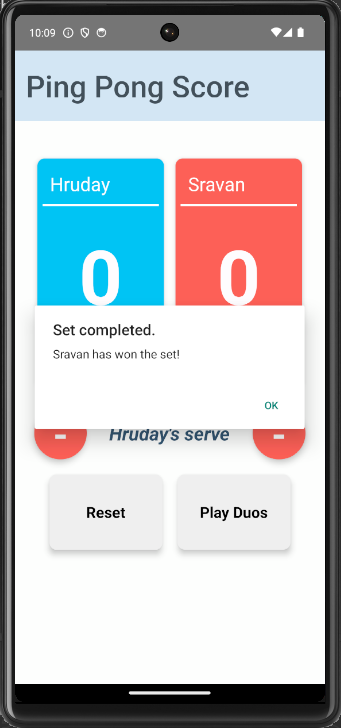 10:09
Ping Pong Score
Hruday
Sravan
0
0
Set completed.
Sravan has won the set!
OK
-
Hruday's serve
-
Reset
Play Duos